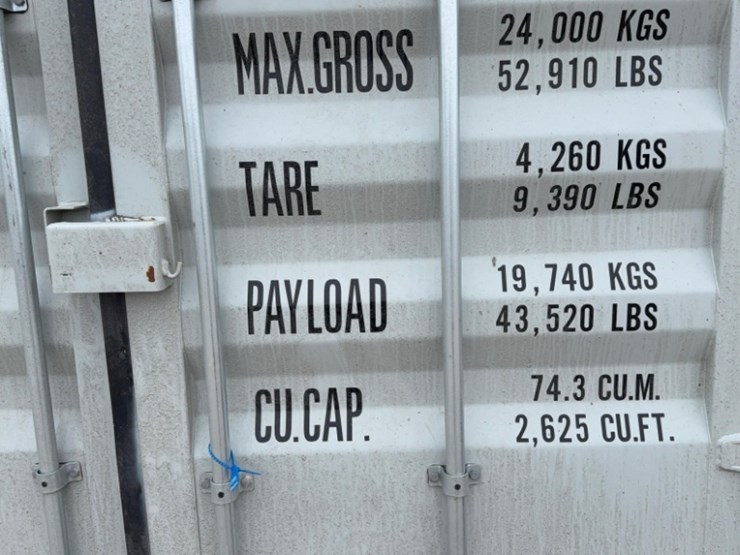 MAX.GROSS 24,000 KGS
52,910 LBS
TARE 4,260 KGS
9,390 LBS
PAYLOAD 19,740 KGS
43,520 LBS
CU.CAP. 74.3 CU.M.
2,625 CU.FT.